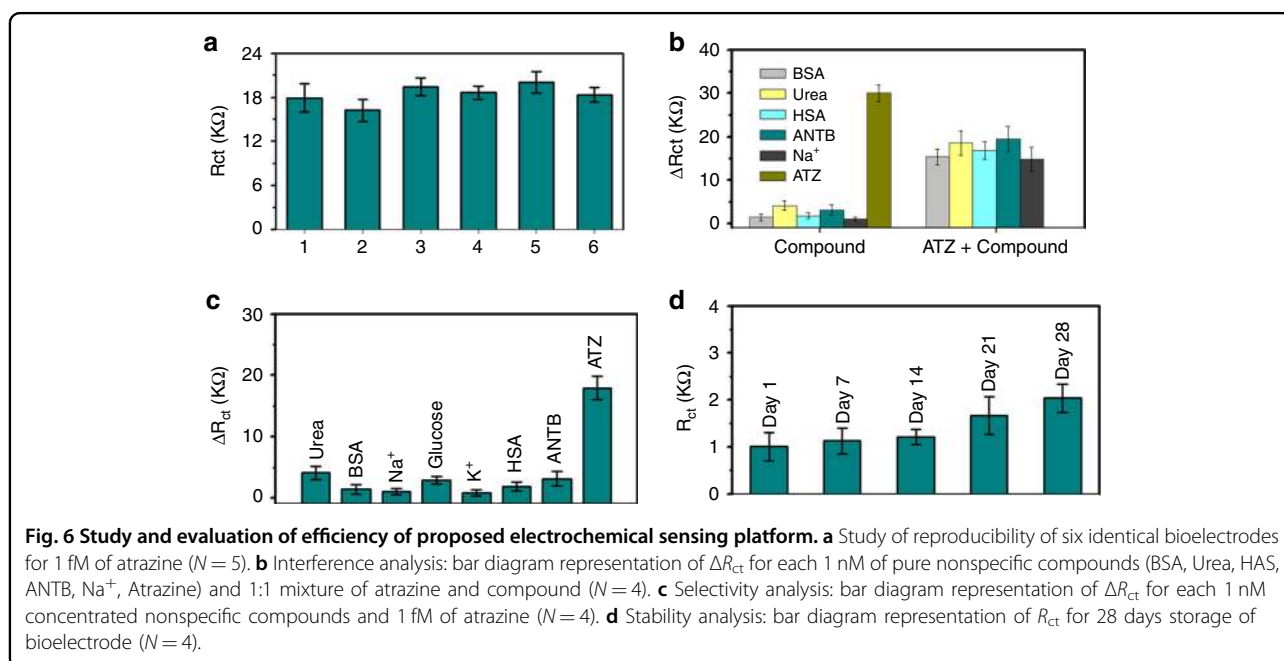 a
24
18
12
6
0
Rct (KΩ)
1 2 3 4 5 6
b
40
30
20
10
0
ΔRct (KΩ)
BSA
Urea
HSA
ANTB
Na⁺
ATZ
Compound ATZ + Compound
c
30
20
10
0
ΔRct (KΩ)
Urea
BSA
Na⁺
Glucose
K⁺
HSA
ANTB
ATZ
d
4
3
2
1
0
Rct (KΩ)
Day 1
Day 7
Day 14
Day 21
Day 28
Fig. 6 Study and evaluation of efficiency of proposed electrochemical sensing platform. a Study of reproducibility of six identical bioelectrodes
for 1 fM of atrazine (N = 5). b Interference analysis: bar diagram representation of ΔRct for each 1 nM of pure nonspecific compounds (BSA, Urea, HAS,
ANTB, Na⁺, Atrazine) and 1:1 mixture of atrazine and compound (N = 4). c Selectivity analysis: bar diagram representation of ΔRct for each 1 nM
concentrated nonspecific compounds and 1 fM of atrazine (N = 4). d Stability analysis: bar diagram representation of Rct for 28 days storage of
bioelectrode (N = 4).